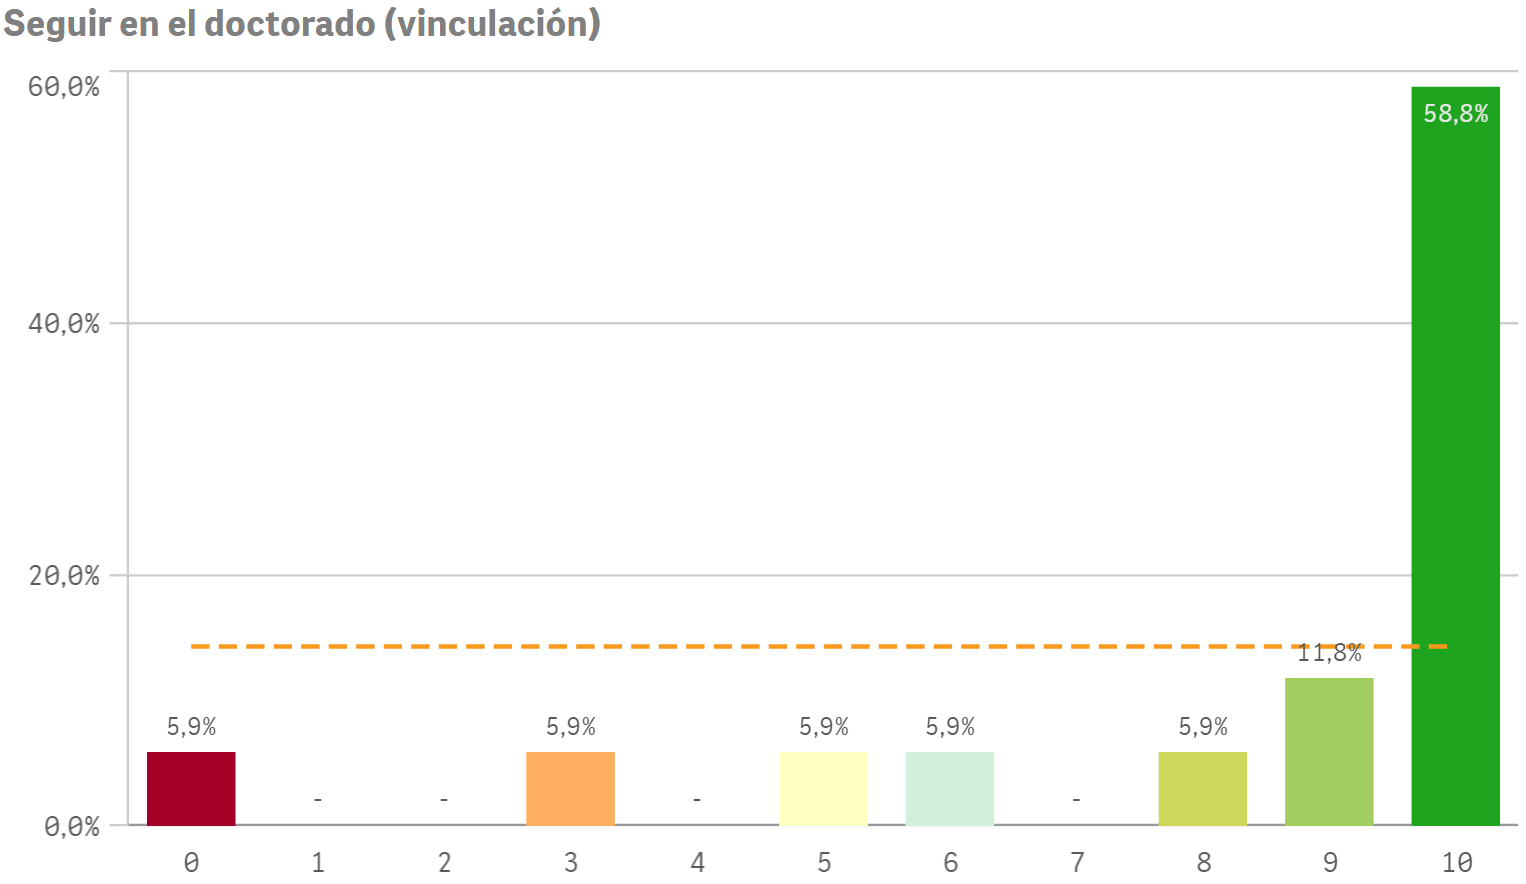 Seguir en el doctorado (vinculación)
60,0%
58,8%
40,0%
20,0%
11,8%
5,9% 5,9% 5,9% 5,9% 5,9%
- - - -
0,0%
0 1 2 3 4 5 6 7 8 9 10